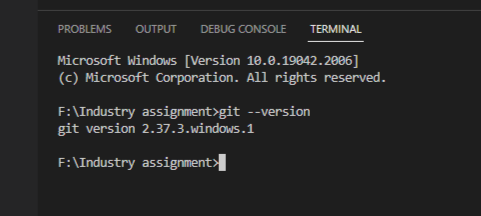 PROBLEMS OUTPUT DEBUG CONSOLE TERMINAL
Microsoft Windows [Version 10.0.19042.2006]
(c) Microsoft Corporation. All rights reserved.
F:\Industry assignment>git --version
git version 2.37.3.windows.1
F:\Industry assignment>